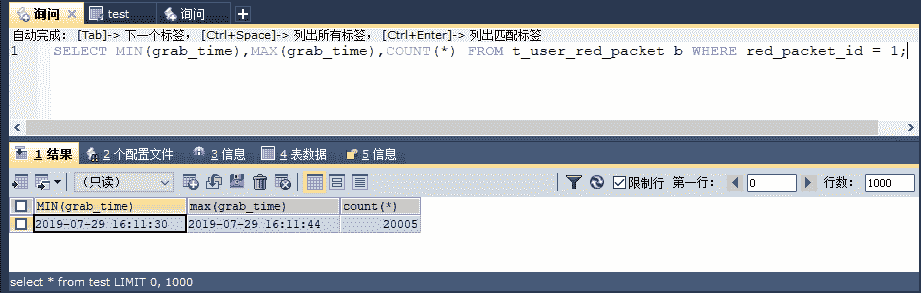 询问 test 询问
自动完成： [Tab]-> 下一个标签， [Ctrl+Space]-> 列出所有标签， [Ctrl+Enter]-> 列出匹配标签
1 SELECT MIN(grab_time),MAX(grab_time),COUNT(*) FROM t_user_red_packet b WHERE red_packet_id = 1;
1 结果 2 个配置文件 3 信息 4 表数据 5 信息
（只读） 限制行 第一行： 0 行数： 1000
MIN(grab_time) max(grab_time) count(*)
2019-07-29 16:11:30 2019-07-29 16:11:44 20005
select * from test LIMIT 0, 1000